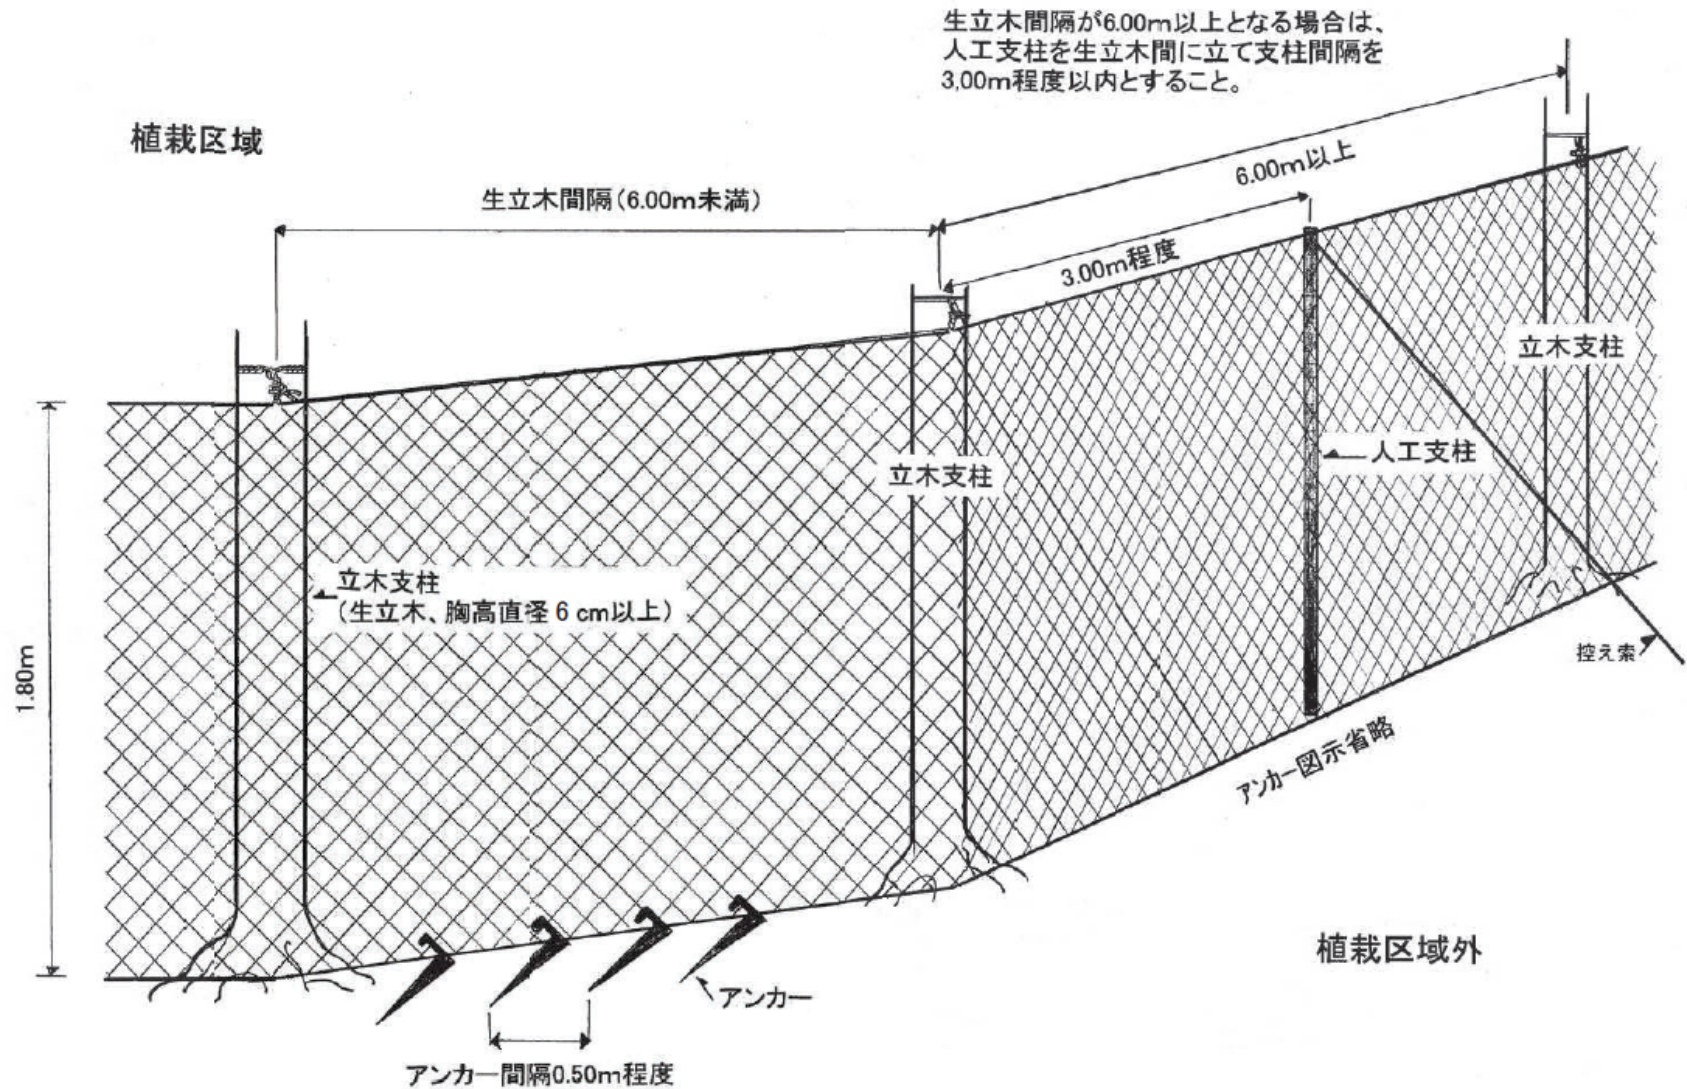 生立木間隔が6.00m以上となる場合は、
人工支柱を生立木間に立て支柱間隔を
3,00m程度以内とすること。
植栽区域
6.00m以上
生立木間隔(6.00m未満)
3.00m程度
立木支柱
人工支柱
立木支柱
立木支柱
(生立木、胸高直径 6 cm以上)
1.80m
控え索
アンカー図示省略
植栽区域外
アンカー
アンカー間隔0.50m程度